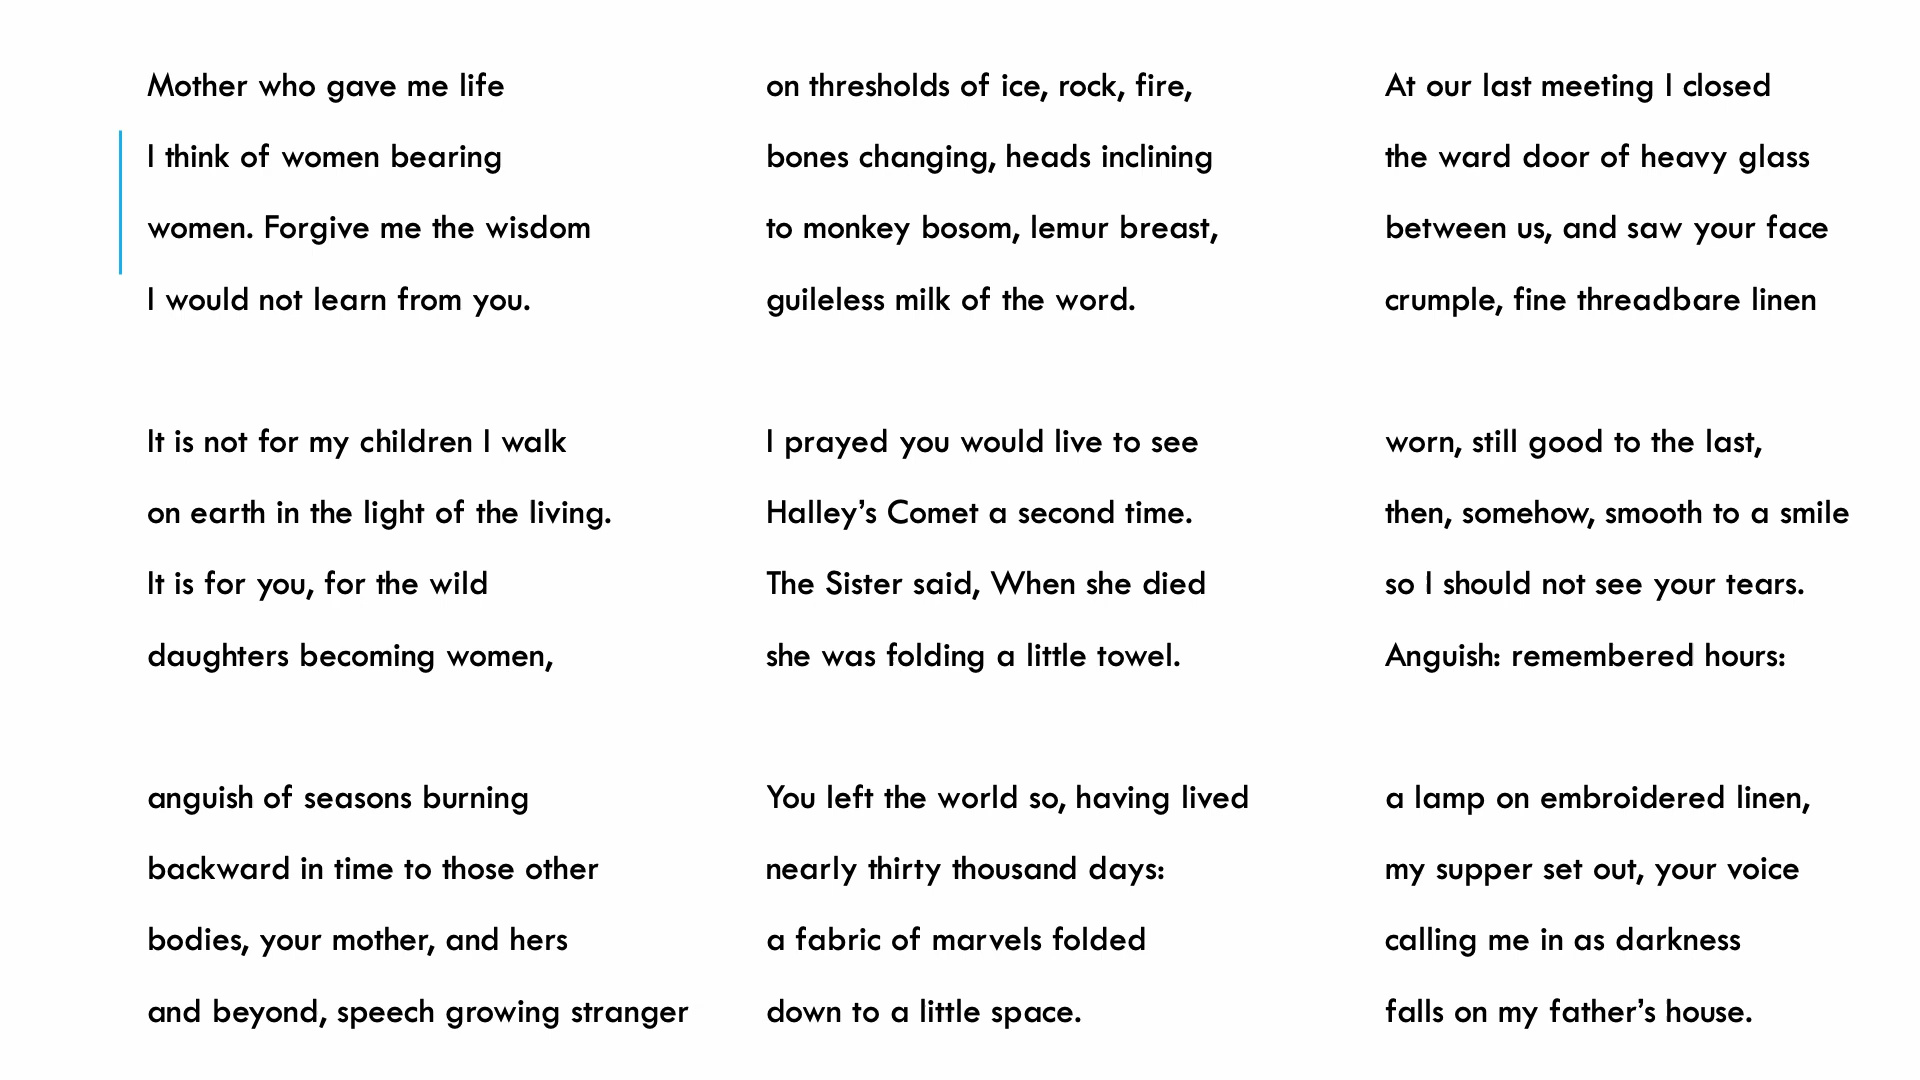 Mother who gave me life
I think of women bearing
women. Forgive me the wisdom
I would not learn from you.

It is not for my children I walk
on earth in the light of the living.
It is for you, for the wild
daughters becoming women,

anguish of seasons burning
backward in time to those other
bodies, your mother, and hers
and beyond, speech growing stranger

on thresholds of ice, rock, fire,
bones changing, heads inclining
to monkey bosom, lemur breast,
guileless milk of the word.

I prayed you would live to see
Halley’s Comet a second time.
The Sister said, When she died
she was folding a little towel.

You left the world so, having lived
nearly thirty thousand days:
a fabric of marvels folded
down to a little space.

At our last meeting I closed
the ward door of heavy glass
between us, and saw your face
crumple, fine threadbare linen

worn, still good to the last,
then, somehow, smooth to a smile
so I should not see your tears.
Anguish: remembered hours:

a lamp on embroidered linen,
my supper set out, your voice
calling me in as darkness
falls on my father’s house.